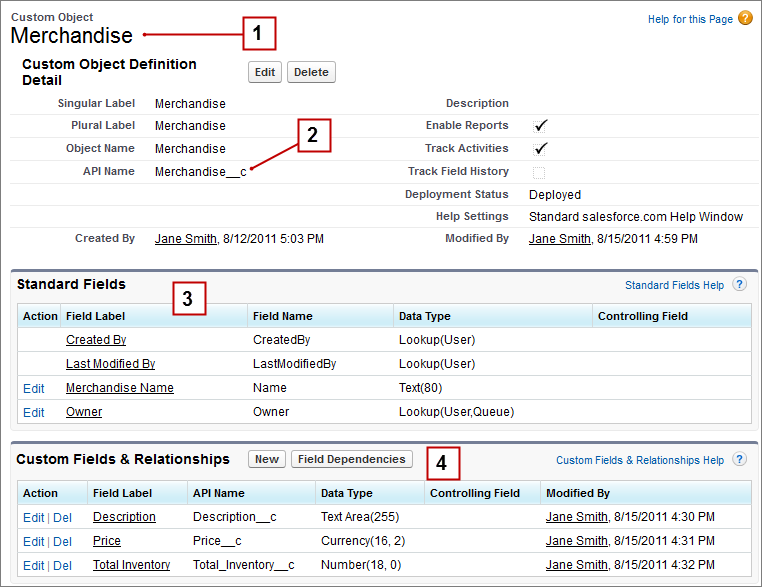 Custom Object
Merchandise
1
Help for this Page ?
Custom Object Definition
Detail
Edit Delete
Singular Label Merchandise Description
Plural Label Merchandise Enable Reports
2
Object Name Merchandise Track Activities
API Name Merchandise__c Track Field History
Deployment Status Deployed
Help Settings Standard salesforce.com Help Window
Created By Jane Smith, 8/12/2011 5:03 PM Modified By Jane Smith, 8/15/2011 4:59 PM
Standard Fields Standard Fields Help ?
3
Action Field Label Field Name Data Type Controlling Field
Created By CreatedBy Lookup(User)
Last Modified By LastModifiedBy Lookup(User)
Edit Merchandise Name Name Text(80)
Edit Owner Owner Lookup(User,Queue)
Custom Fields & Relationships New Field Dependencies 4 Custom Fields & Relationships Help ?
Action Field Label API Name Data Type Controlling Field Modified By
Edit | Del Description Description__c Text Area(255) Jane Smith, 8/15/2011 4:30 PM
Edit | Del Price Price__c Currency(16, 2) Jane Smith, 8/15/2011 4:31 PM
Edit | Del Total Inventory Total_Inventory__c Number(18, 0) Jane Smith, 8/15/2011 4:32 PM